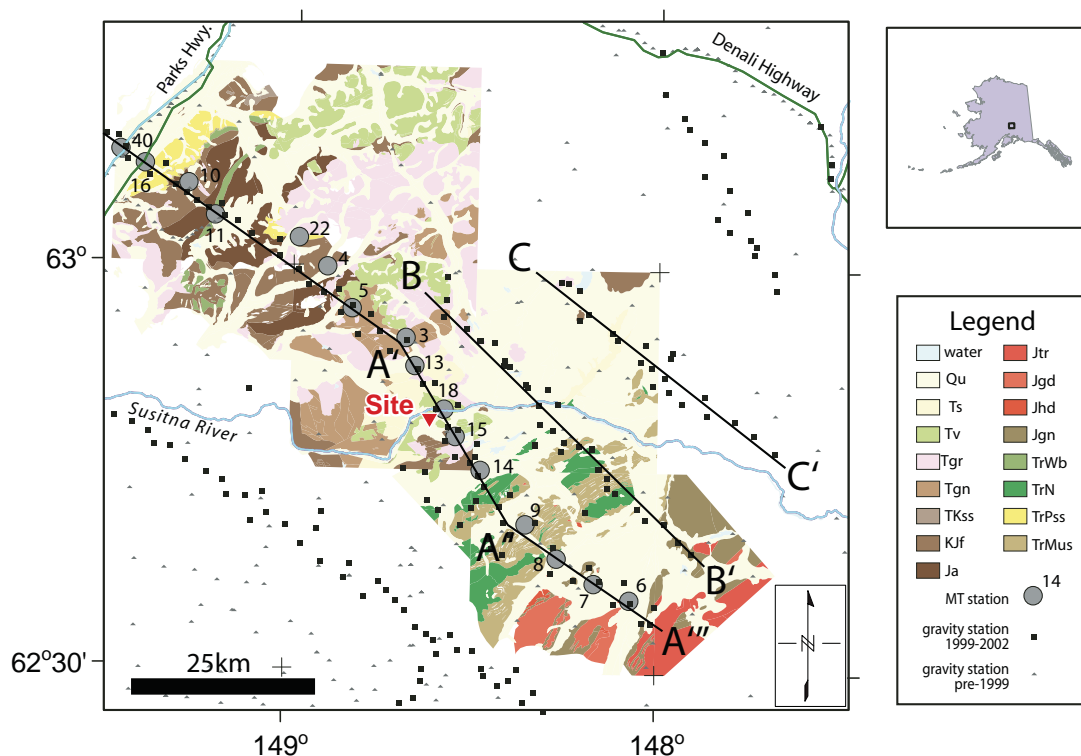 Parks Hwy.
Denali Highway
40
16
10
11
22
4
5
3
63°
B
C
A'
13
18
Site
15
Susitna River
14
C'
9
A''
8
7
6
B'
A'''
62°30'
25km
N
149°
148°
Legend
water
Qu
Ts
Tv
Tgr
Tgn
TKss
KJf
Ja
Jtr
Jgd
Jhd
Jgn
TrWb
TrN
TrPss
TrMus
14
MT station
gravity station
1999-2002
gravity station
pre-1999